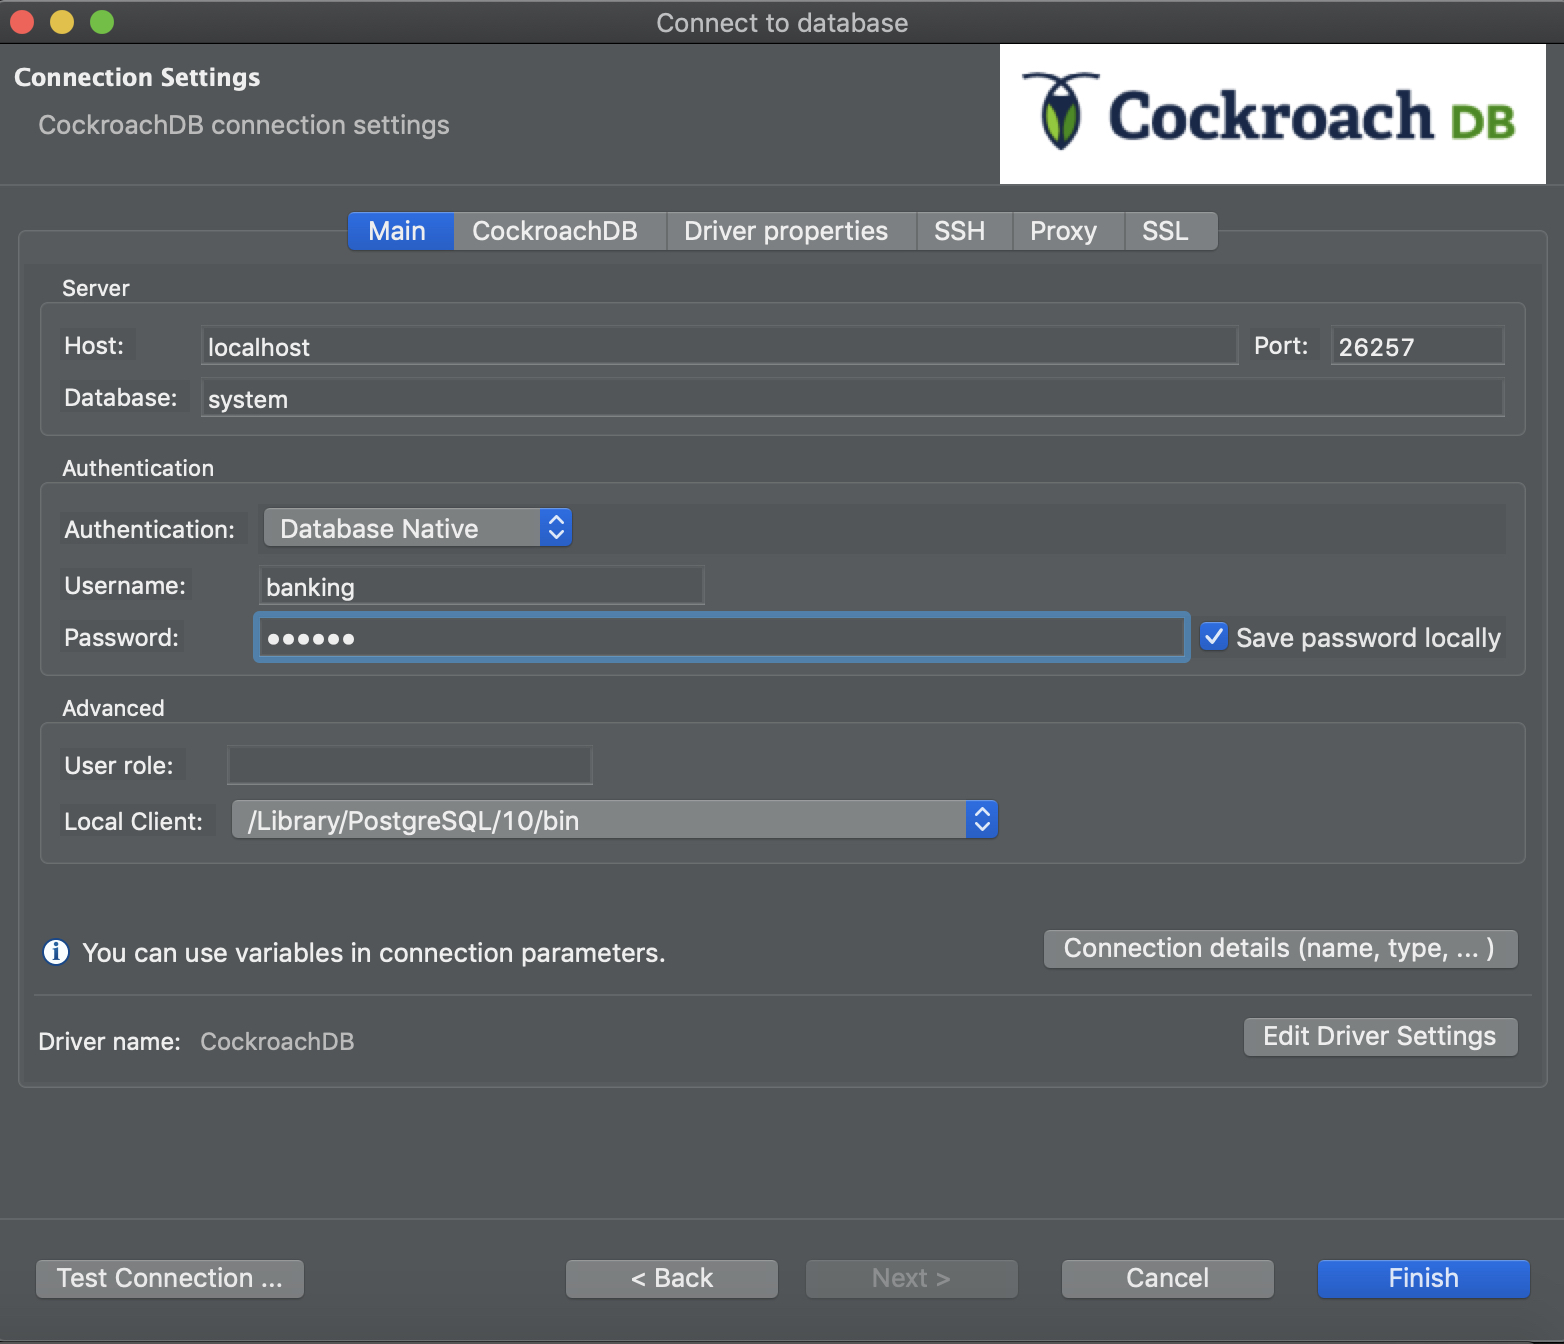 Connect to database
Connection Settings
CockroachDB connection settings
Cockroach DB
Main CockroachDB Driver properties SSH Proxy SSL
Server
Host: localhost Port: 26257
Database: system
Authentication
Authentication: Database Native
Username: banking
Password: ●●●●●● Save password locally
Advanced
User role:
Local Client: /Library/PostgreSQL/10/bin
You can use variables in connection parameters. Connection details (name, type, ... )
Driver name: CockroachDB Edit Driver Settings
Test Connection ... < Back Next > Cancel Finish